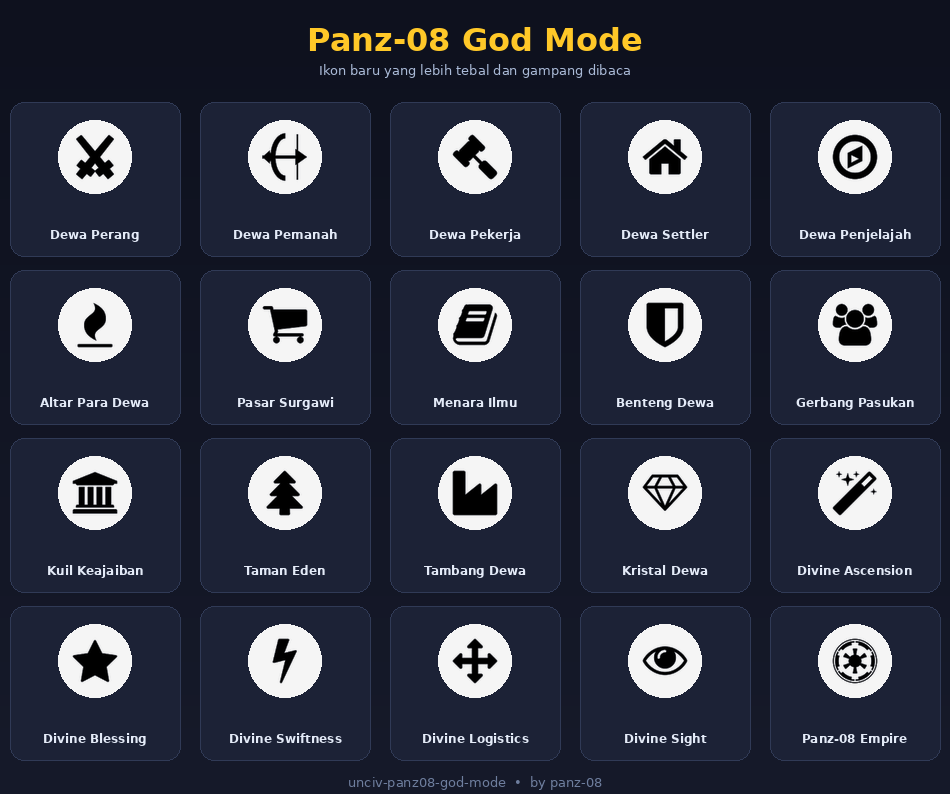 Panz-08 God Mode
Ikon baru yang lebih tebal dan gampang dibaca
Dewa Perang
Dewa Pemanah
Dewa Pekerja
Dewa Settler
Dewa Penjelajah
Altar Para Dewa
Pasar Surgawi
Menara Ilmu
Benteng Dewa
Gerbang Pasukan
Kuil Keajaiban
Taman Eden
Tambang Dewa
Kristal Dewa
Divine Ascension
Divine Blessing
Divine Swiftness
Divine Logistics
Divine Sight
Panz-08 Empire
unciv-panz08-god-mode • by panz-08